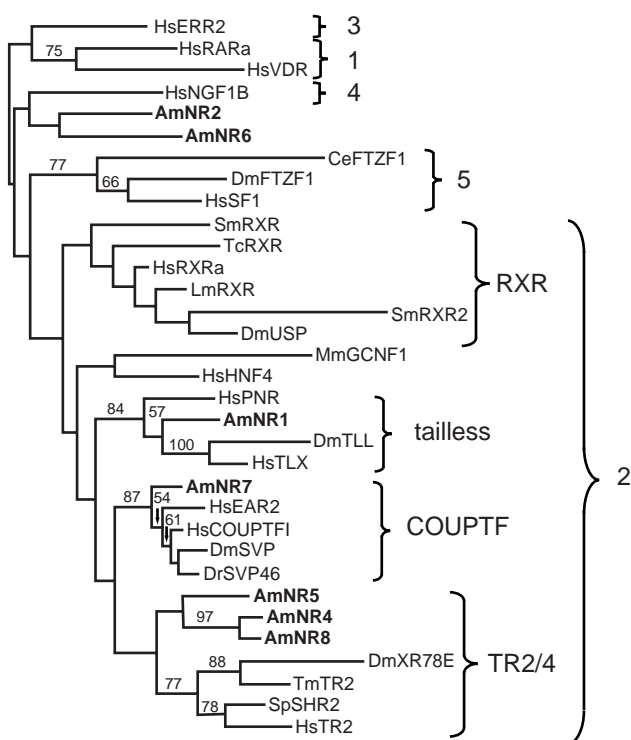 HsERR2
3
75
HsRARa
1
HsVDR
HsNGF1B
4
AmNR2
AmNR6
77
CeFTZF1
66
DmFTZF1
5
HsSF1
SmRXR
TcRXR
HsRXRa
RXR
LmRXR
SmRXR2
DmUSP
MmGCNF1
HsHNF4
HsPNR
84
57
AmNR1
tailless
100
DmTLL
HsTLX
2
87
AmNR7
54
HsEAR2
61
HsCOUPTFI
COUPTF
DmSVP
DrSVP46
AmNR5
97
AmNR4
AmNR8
88
DmXR78E
TR2/4
77
TmTR2
78
SpSHR2
HsTR2